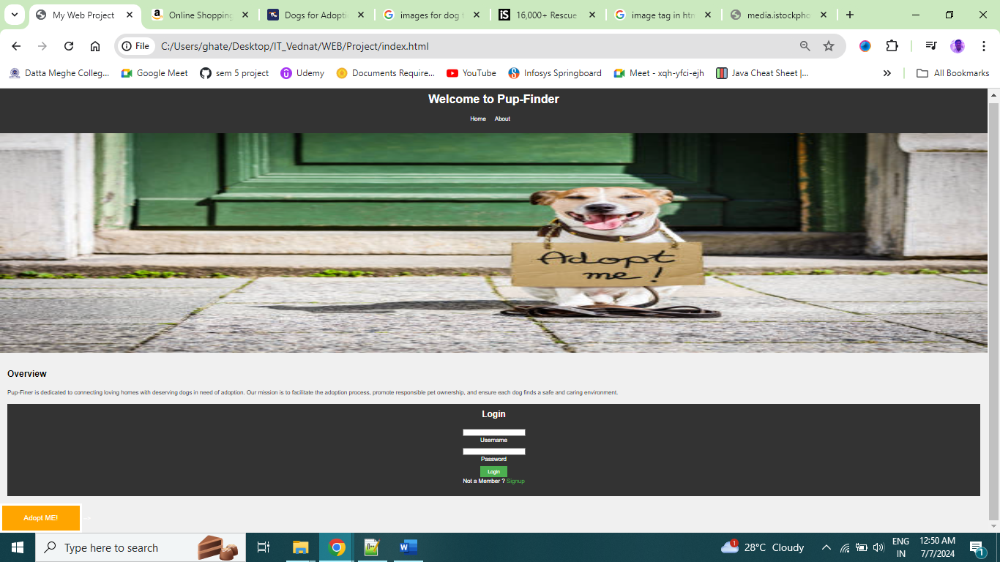 My Web Project
Online Shopping
Dogs for Adopti
images for dog t
16,000+ Rescue
image tag in htm
media.istockpho
File
C:/Users/ghate/Desktop/IT_Vednat/WEB/Project/index.html
Datta Meghe Colleg...
Google Meet
sem 5 project
Udemy
Documents Require...
YouTube
Infosys Springboard
Meet - xqh-yfci-ejh
Java Cheat Sheet |...
All Bookmarks
Welcome to Pup-Finder
Home About
Adopt
me !
Overview
Pup-Finer is dedicated to connecting loving homes with deserving dogs in need of adoption. Our mission is to facilitate the adoption process, promote responsible pet ownership, and ensure each dog finds a safe and caring environment.
Login
Username
Password
Login
Not a Member ? Signup
Adopt ME! -->
Type here to search
28°C Cloudy
ENG
IN
12:50 AM
7/7/2024